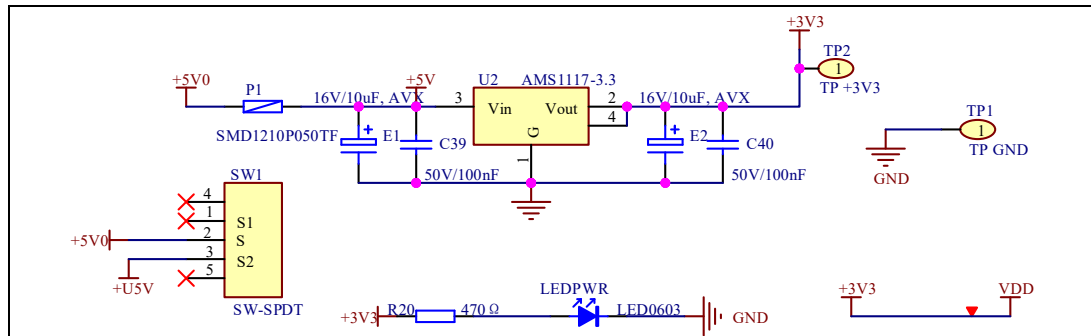 +3V3
TP2
1
TP +3V3
+5V0
P1
+5V
U2
AMS1117-3.3
16V/10uF, AVX
3
Vin
Vout
2
4
16V/10uF, AVX
SMD1210P050TF
E1
C39
G
1
E2
C40
TP1
1
TP GND
GND
50V/100nF
50V/100nF
SW1
4
1
S1
+5V0
2
S
3
S2
+U5V
5
SW-SPDT
LEDPWR
+3V3
R20
470 Ω
LED0603
GND
+3V3
VDD